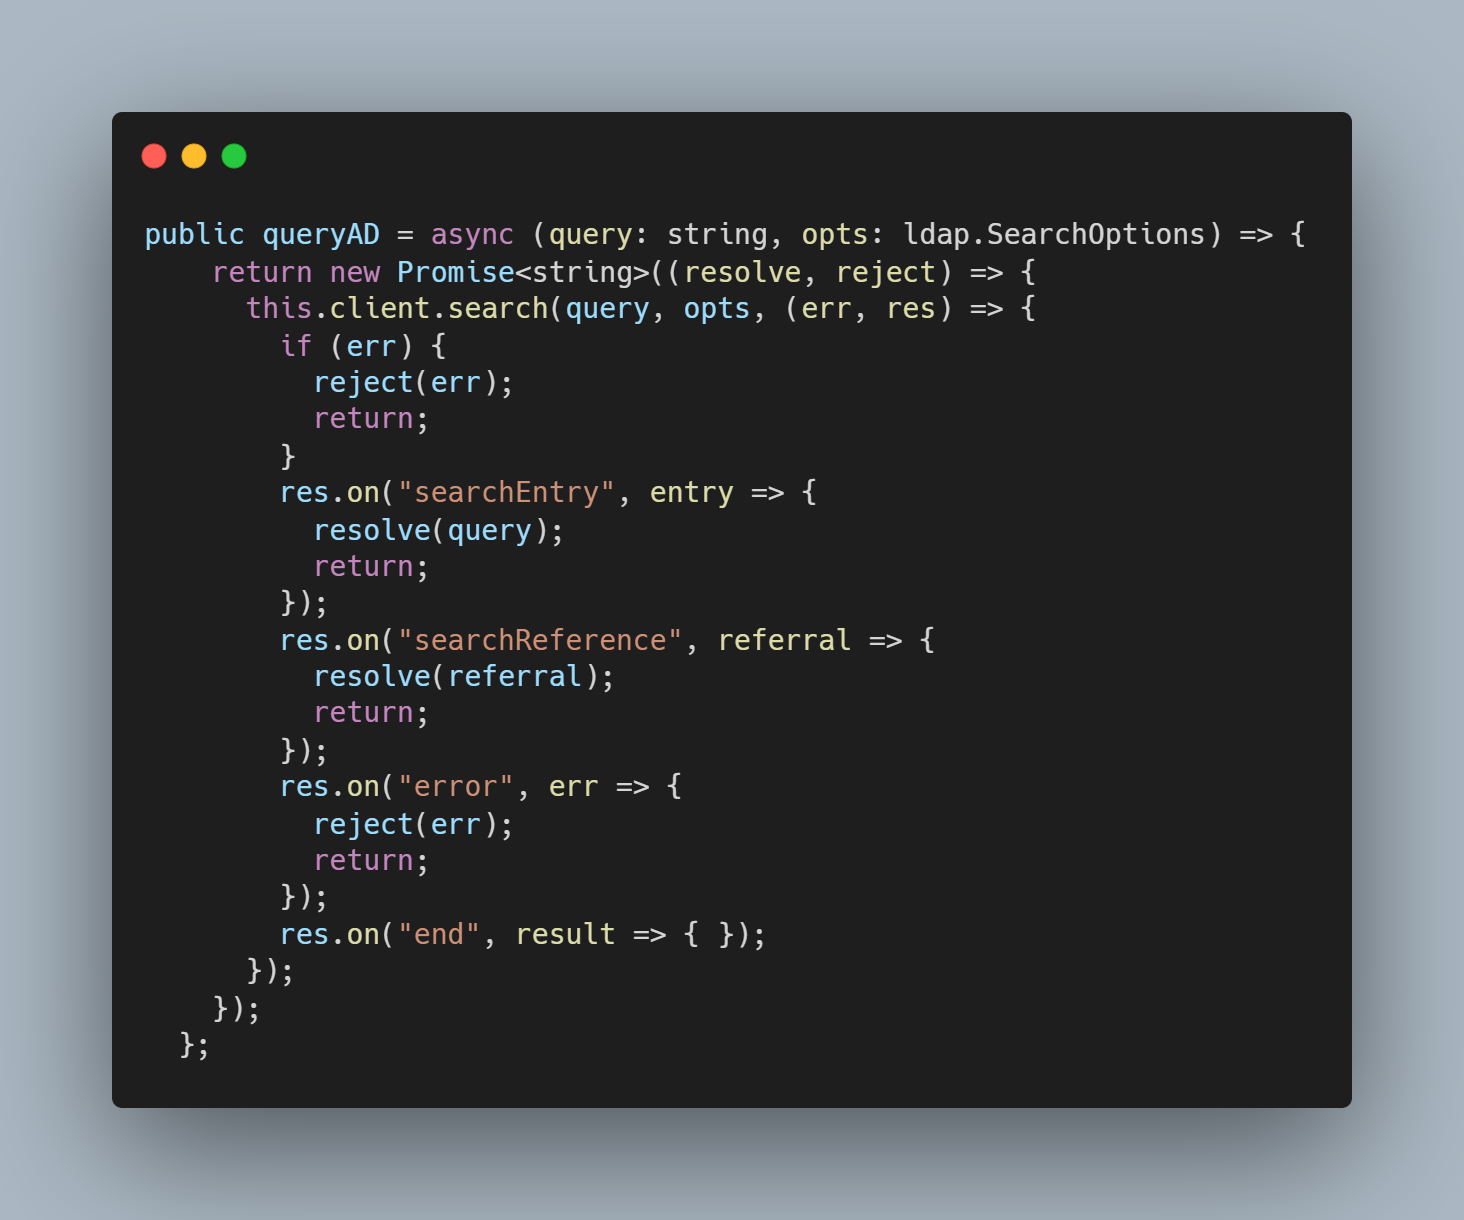 public queryAD = async (query: string, opts: ldap.SearchOptions) => {
    return new Promise<string>((resolve, reject) => {
      this.client.search(query, opts, (err, res) => {
        if (err) {
          reject(err);
          return;
        }
        res.on("searchEntry", entry => {
          resolve(query);
          return;
        });
        res.on("searchReference", referral => {
          resolve(referral);
          return;
        });
        res.on("error", err => {
          reject(err);
          return;
        });
        res.on("end", result => { });
      });
    });
  };